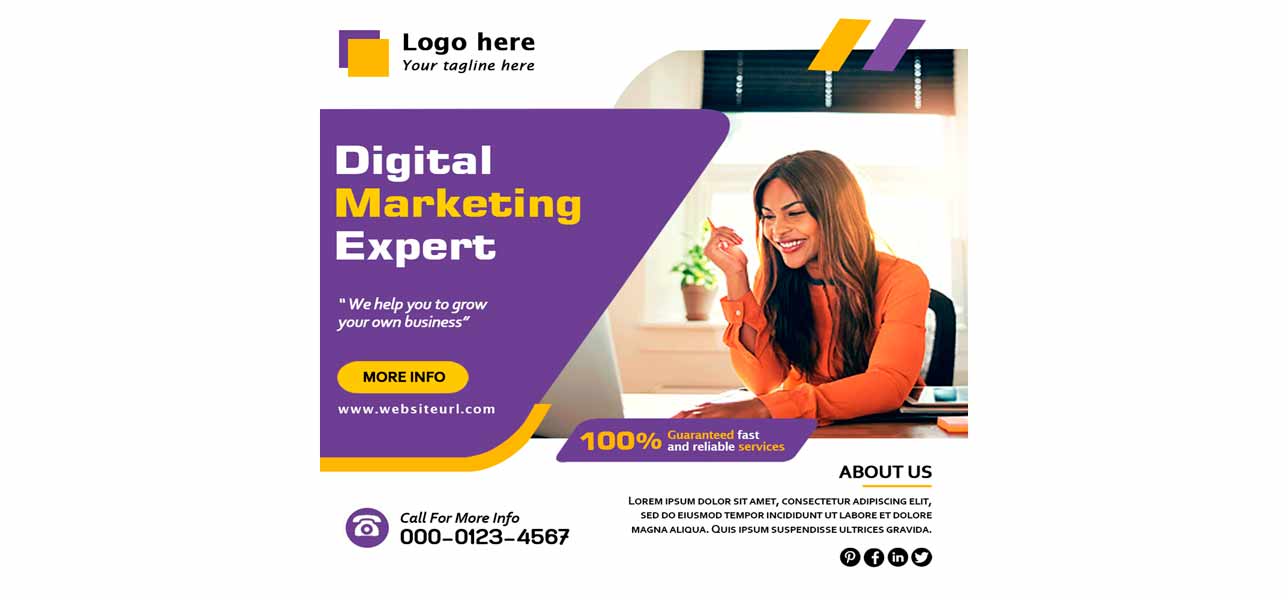 Logo here
Your tagline here
Digital
Marketing
Expert
“ We help you to grow
your own business”
MORE INFO
www.websiteurl.com
100% Guaranteed fast
and reliable services
ABOUT US
Lorem ipsum dolor sit amet, consectetur adipiscing elit,
sed do eiusmod tempor incididunt ut labore et dolore
magna aliqua. Quis ipsum suspendisse ultrices gravida.
Call For More Info
000-0123-4567